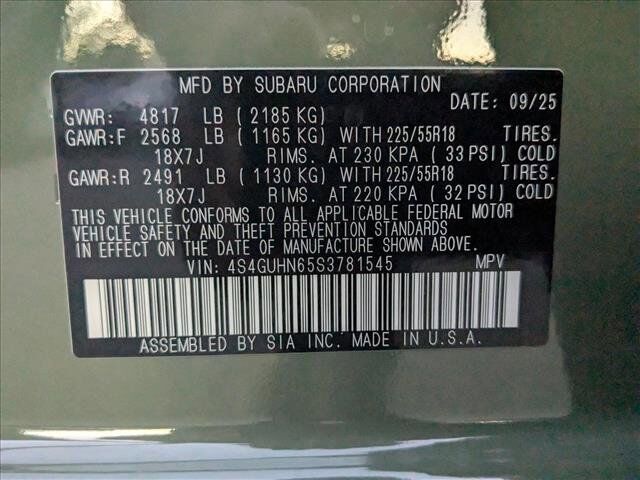 MFD BY SUBARU CORPORATION
DATE: 09/25
GVWR: 4817 LB (2185 KG)
GAWR:F 2568 LB (1165 KG) WITH 225/55R18 TIRES.
18X7J RIMS. AT 230 KPA (33 PSI) COLD
GAWR:R 2491 LB (1130 KG) WITH 225/55R18 TIRES.
18X7J RIMS. AT 220 KPA (32 PSI) COLD
THIS VEHICLE CONFORMS TO ALL APPLICABLE FEDERAL MOTOR
VEHICLE SAFETY AND THEFT PREVENTION STANDARDS
IN EFFECT ON THE DATE OF MANUFACTURE SHOWN ABOVE.
VIN: 4S4GUHN65S3781545 MPV
ASSEMBLED BY SIA INC. MADE IN U.S.A.